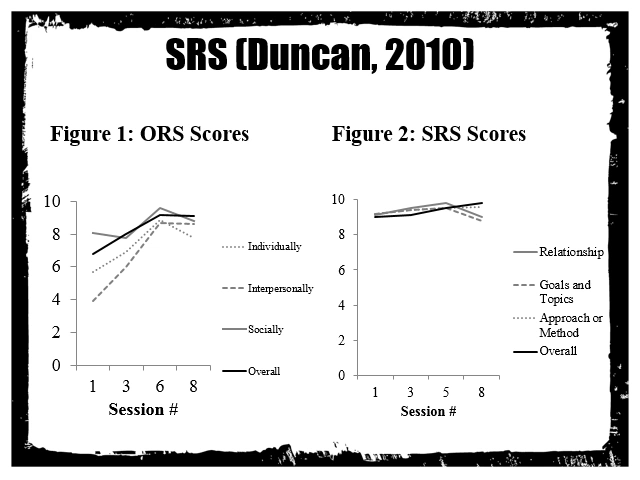 SRS (Duncan, 2010)
Figure 1: ORS Scores
10
8
6
4
2
0
1 3 6 8
Session #
Individually
Interpersonally
Socially
Overall
Figure 2: SRS Scores
10
8
6
4
2
0
1 3 5 8
Session #
Relationship
Goals and
Topics
Approach or
Method
Overall